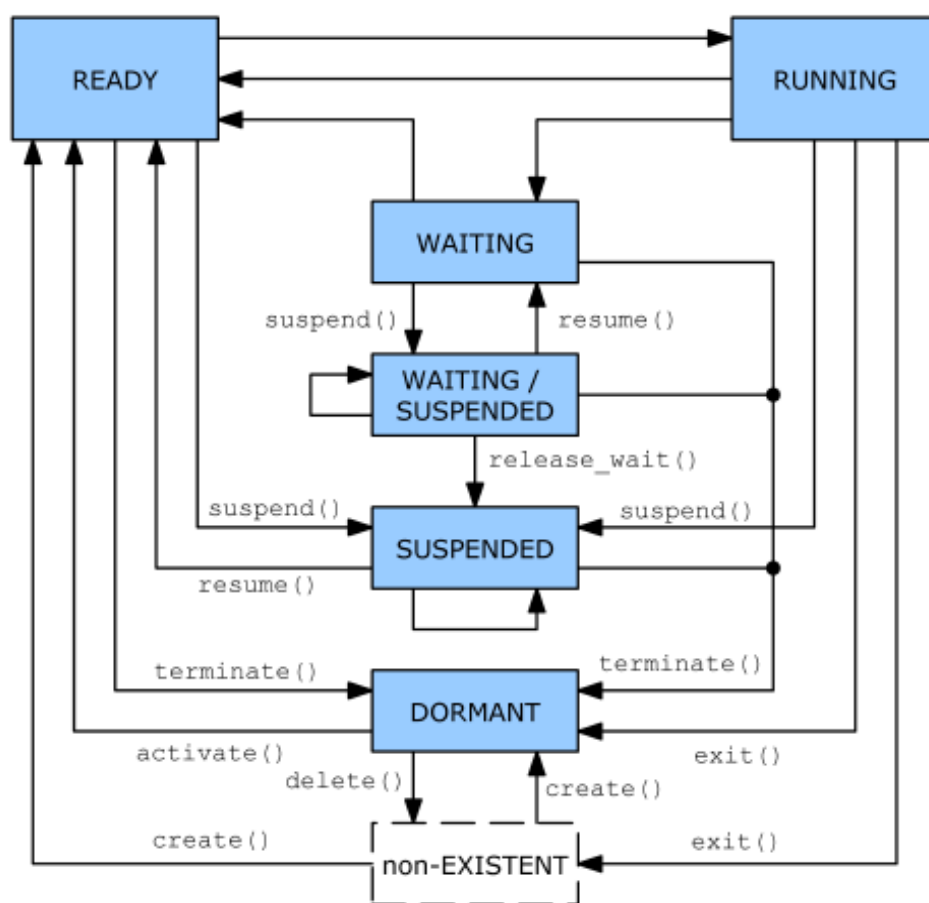 READY
RUNNING
WAITING
suspend()
resume()
WAITING /
SUSPENDED
release_wait()
suspend()
suspend()
SUSPENDED
resume()
terminate()
terminate()
DORMANT
activate()
exit()
delete()
create()
create()
exit()
non-EXISTENT